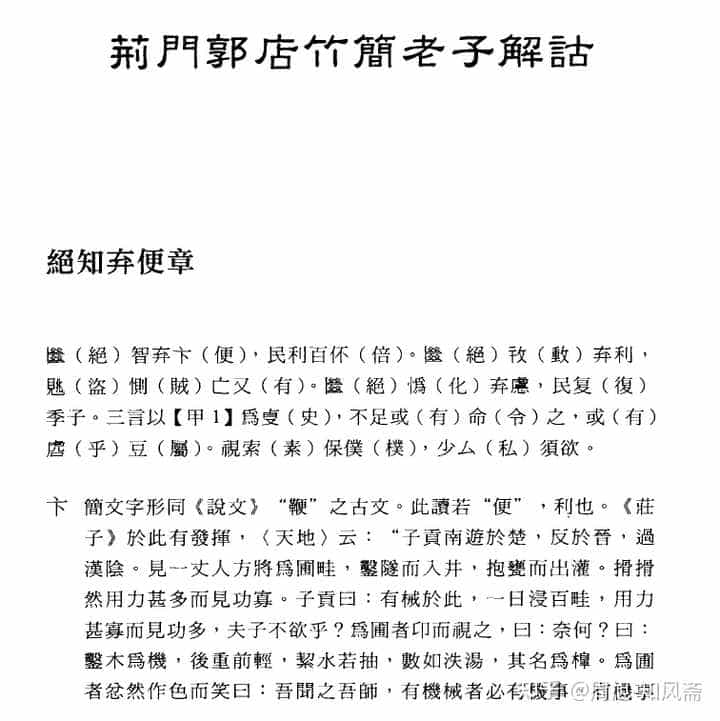 荊門郭店竹簡老子解詁
絕知弃便章
𢇍（絕）智弃卞（便），民利百伓（倍）。𢇍（絕）攷（敼）弃利，
（盜）惻（賊）亡又（有）。𢇍（絕）憍（化）弃慮，民复（復）
季子。三言以【甲1】爲叓（史），不足或（有）命（令）之，或（有）
虖（乎）豆（屬）。視索（素）保僕（樸），少厶（私）須欲。
卞 簡文字形同《說文》“鞭”之古文。此讀若“便”，利也。《莊
子》於此有發揮，〈天地〉云：“子貢南遊於楚，反於晉，過
漢陰。見一丈人方將爲圃畦，鑿隧而入井，抱甕而出灌。搰搰
然用力甚多而見功寡。子貢曰：有械於此，一日浸百畦，用力
甚寡而見功多，夫子不欲乎？爲圃者卬而視之，曰：奈何？曰：
鑿木爲機，後重前輕，挈水若抽，數如泆湯，其名爲槔。爲圃
者忿然作色而笑曰：吾聞之吾師，有機械者必有機事，有機事
知乎